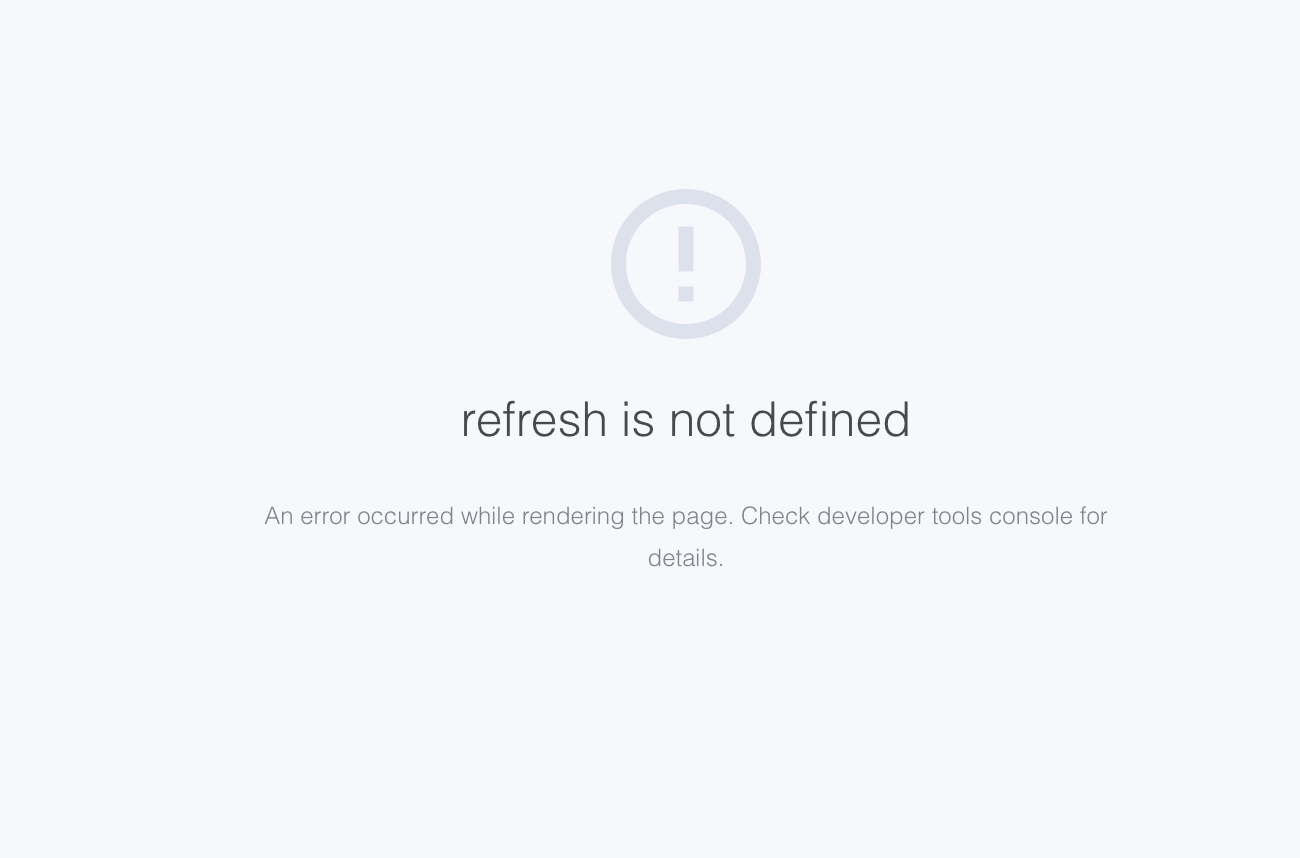 refresh is not defined
An error occurred while rendering the page. Check developer tools console for
details.